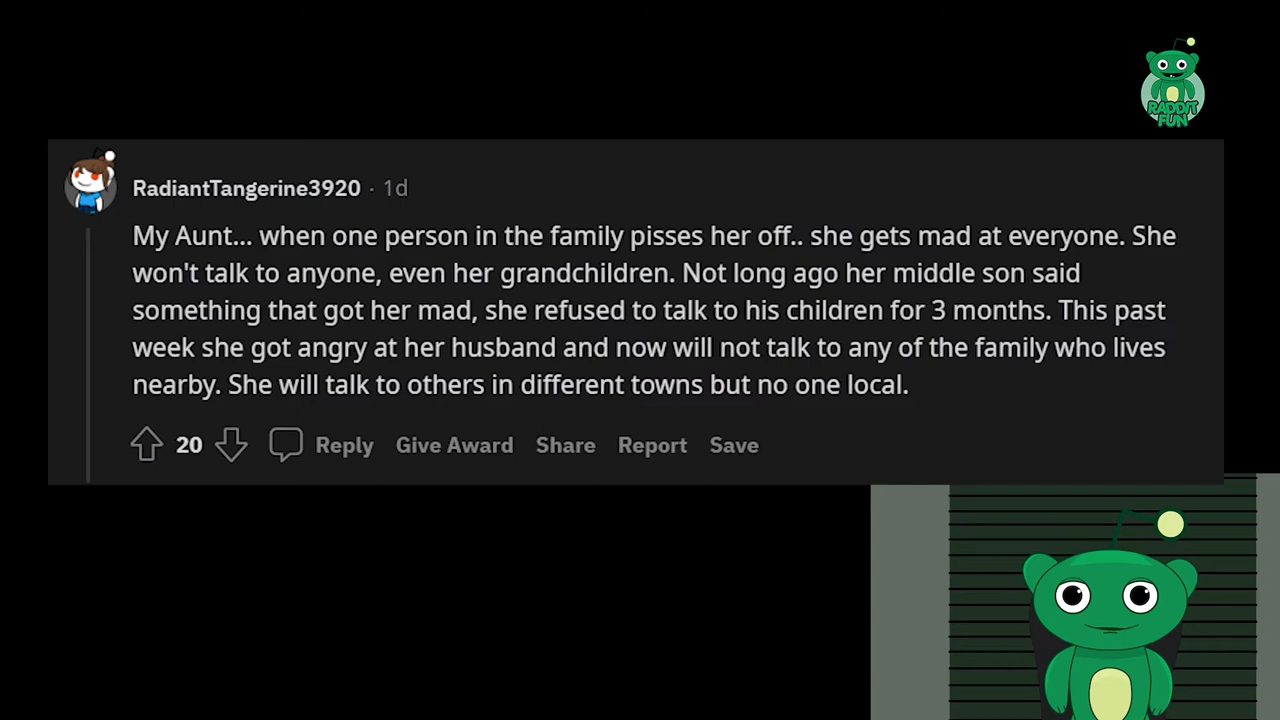 RADDIT
FUN
RadiantTangerine3920 · 1d
My Aunt... when one person in the family pisses her off.. she gets mad at everyone. She
won't talk to anyone, even her grandchildren. Not long ago her middle son said
something that got her mad, she refused to talk to his children for 3 months. This past
week she got angry at her husband and now will not talk to any of the family who lives
nearby. She will talk to others in different towns but no one local.
20 Reply Give Award Share Report Save